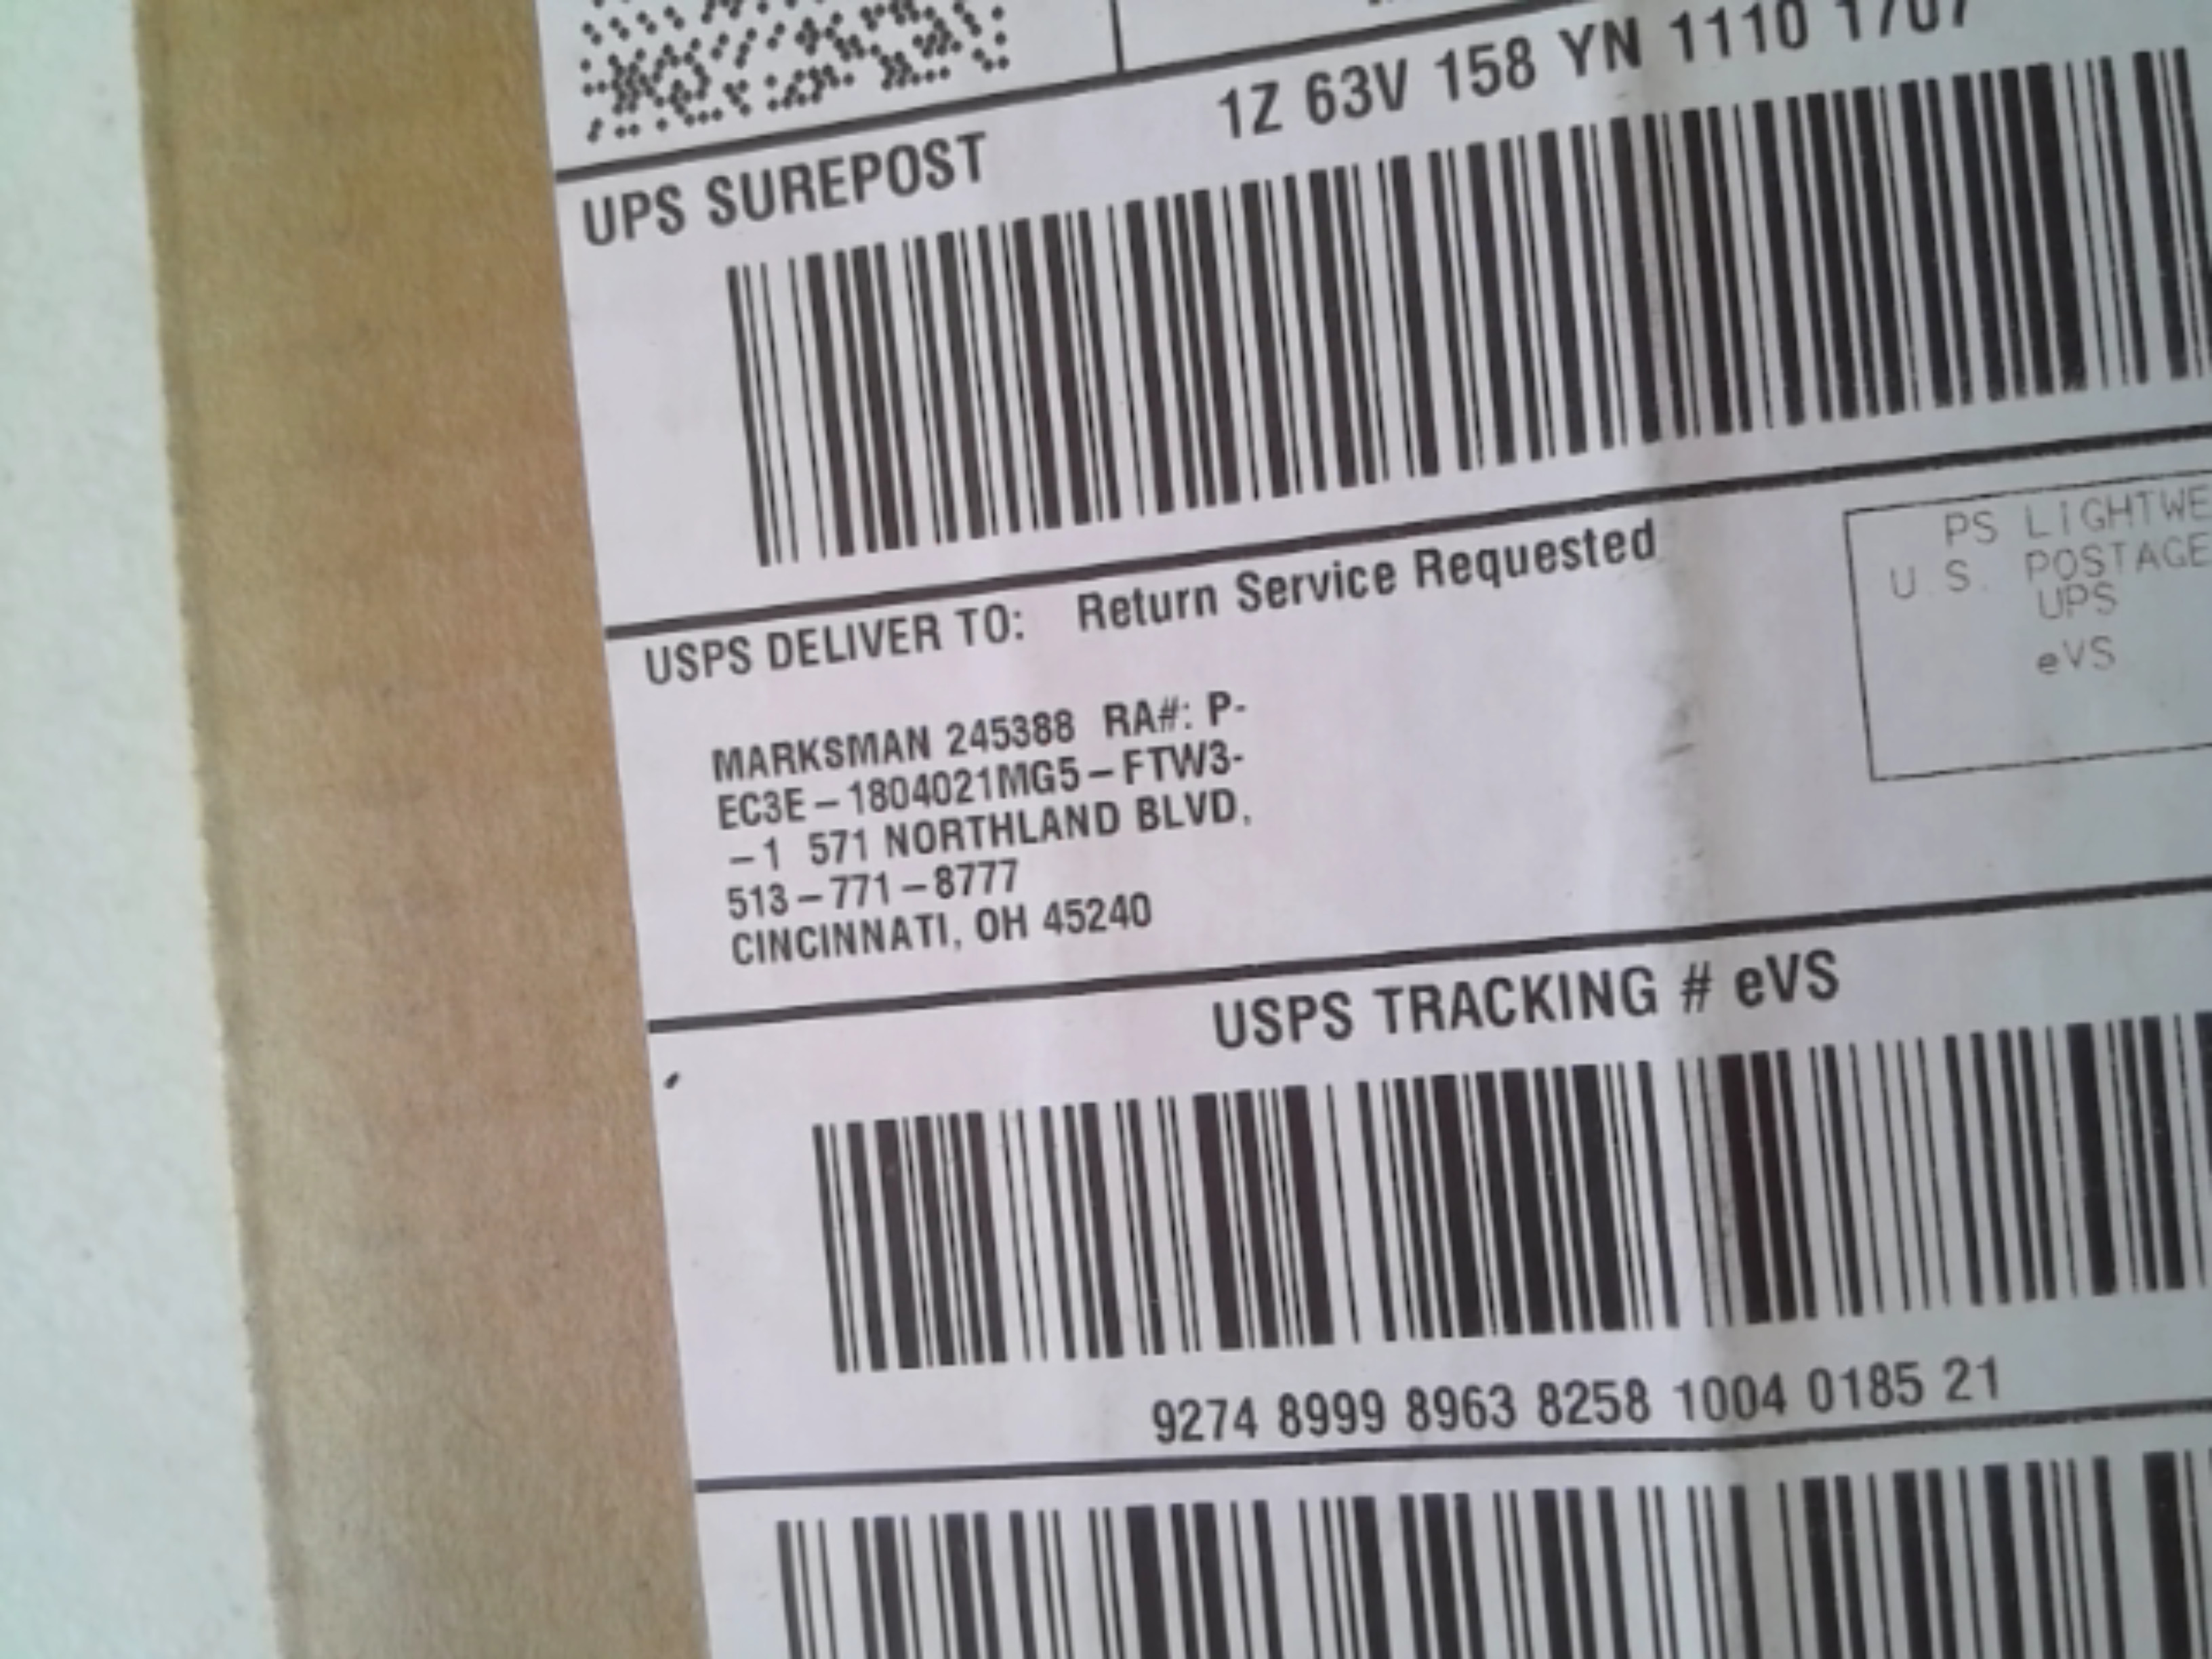 1Z 63V 158 YN 1110 1707
UPS SUREPOST
USPS DELIVER TO: Return Service Requested
PS LIGHTWE
U.S. POSTAGE
UPS
eVS
MARKSMAN 245388 RA#: P-
EC3E-1804021MG5-FTW3-
-1 571 NORTHLAND BLVD,
513-771-8777
CINCINNATI, OH 45240
USPS TRACKING # eVS
9274 8999 8963 8258 1004 0185 21